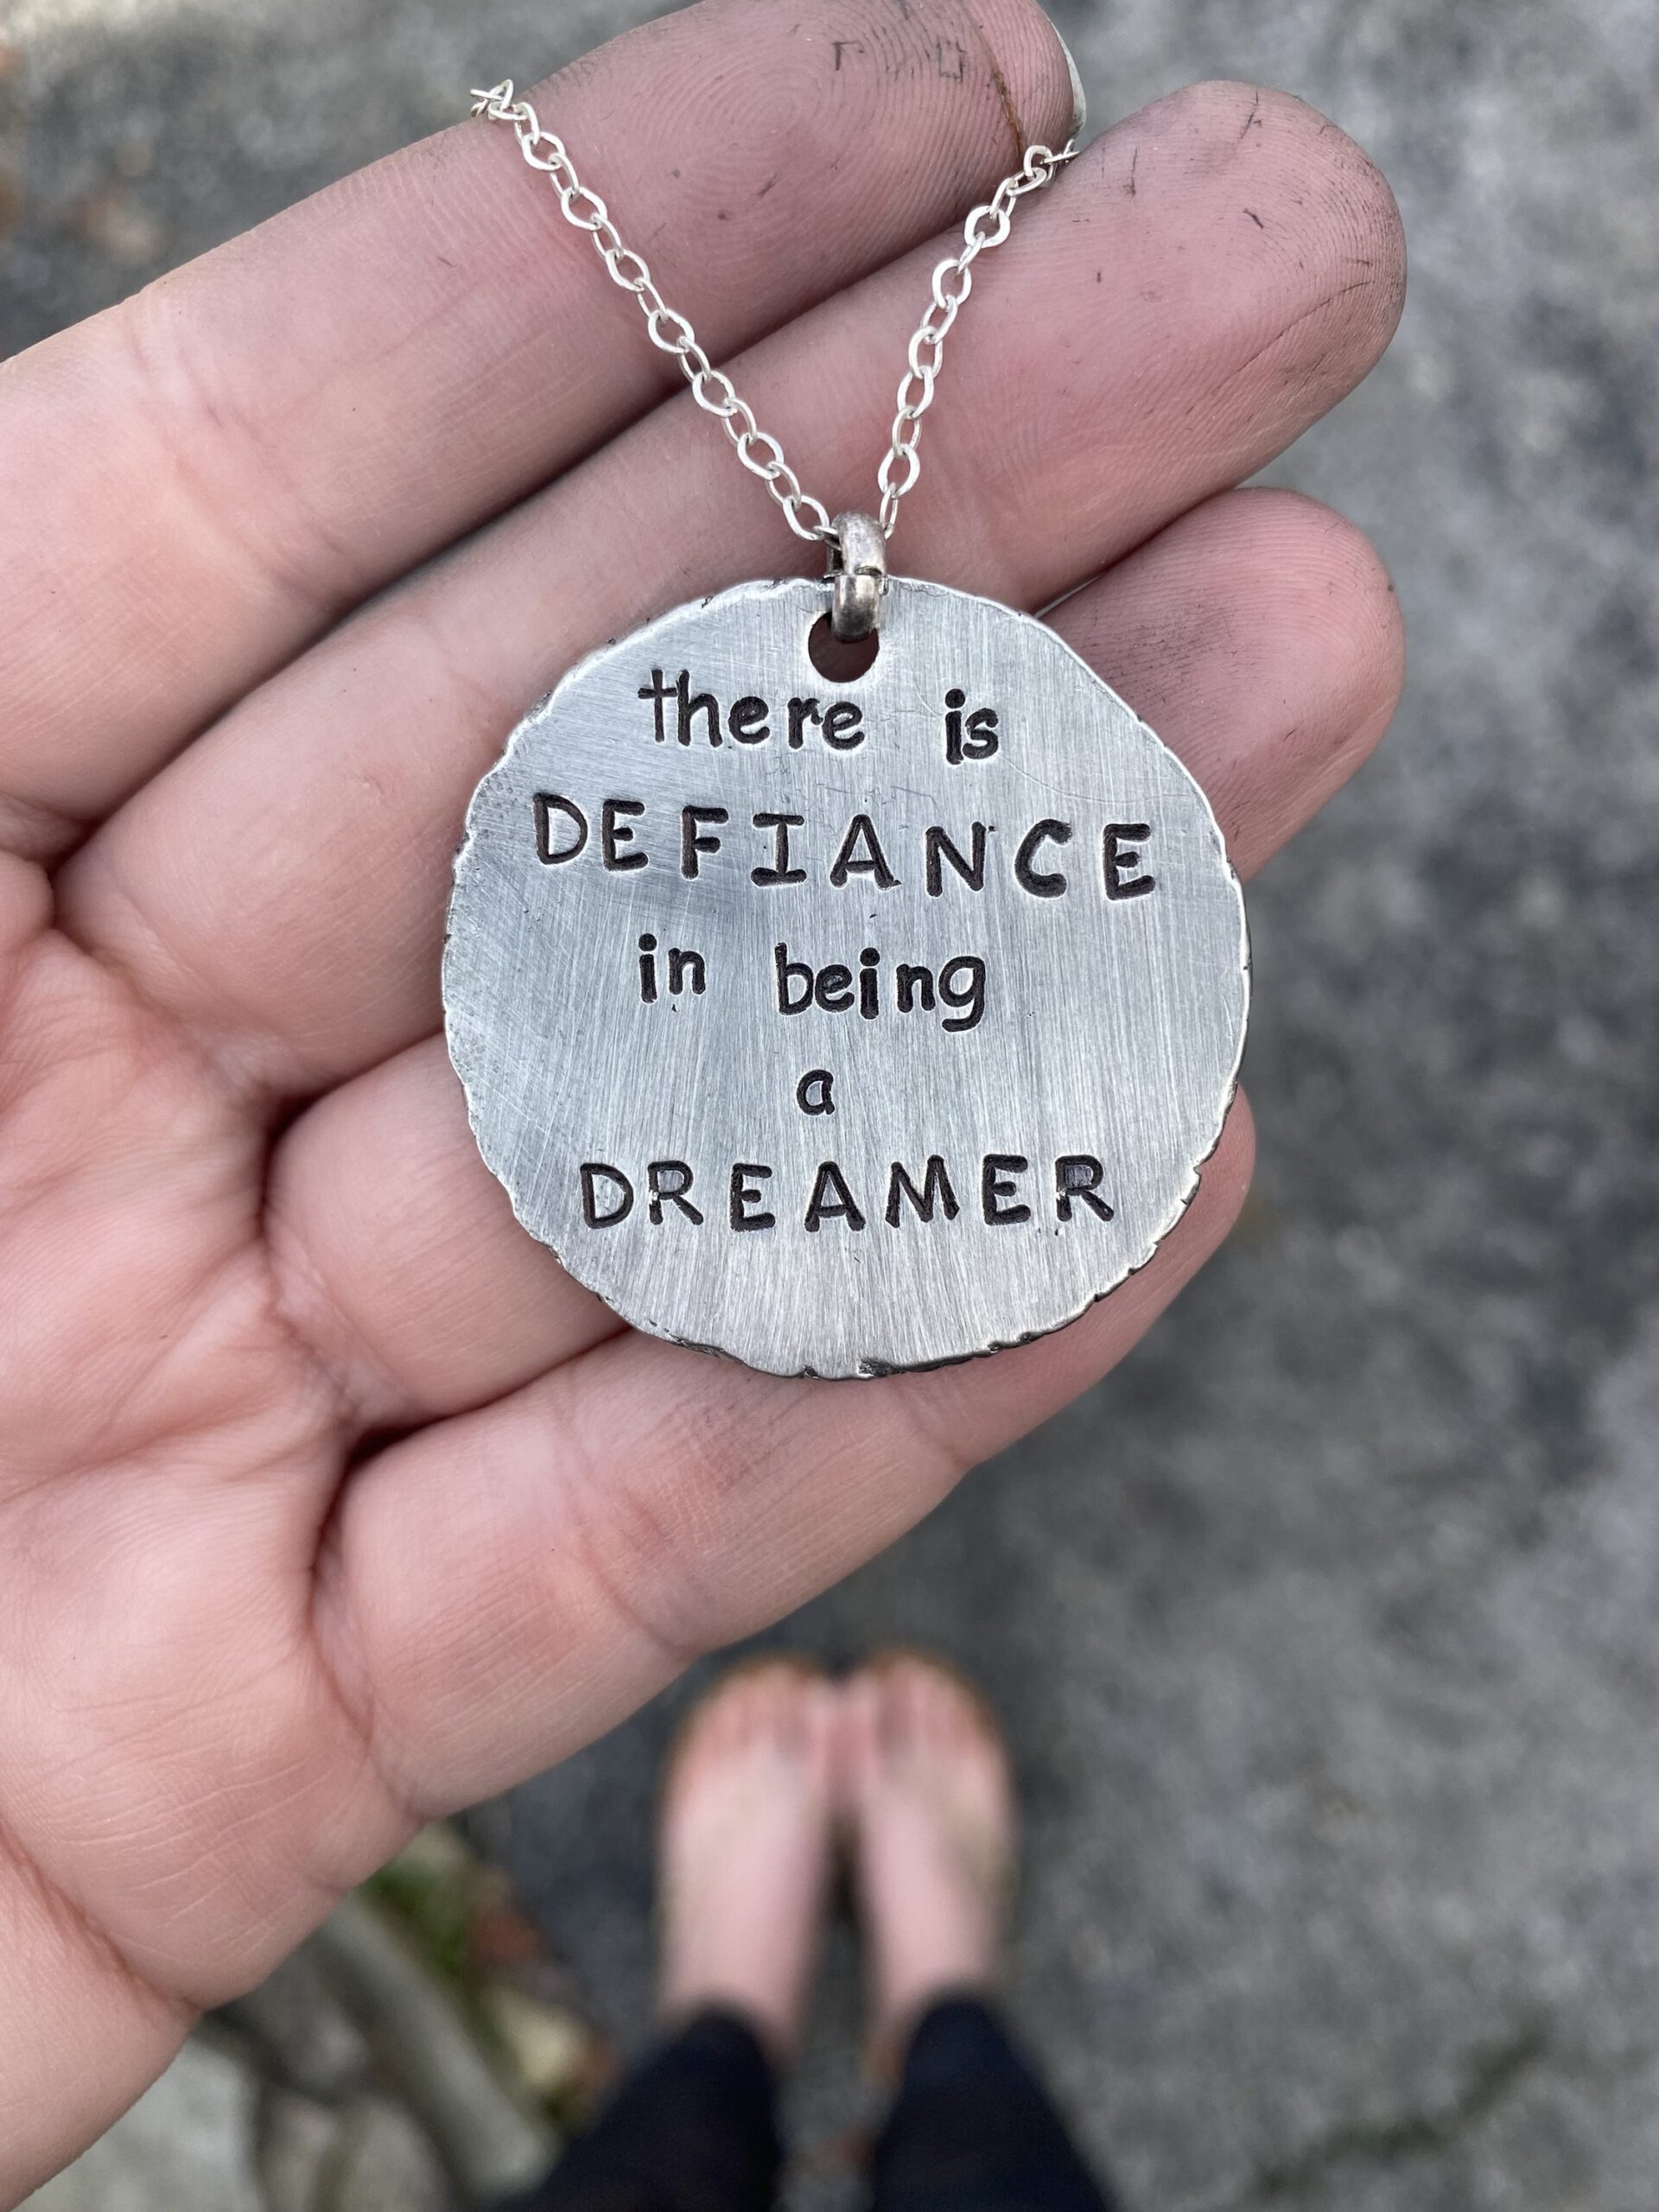 there is
DEFIANCE
in being
a
DREAMER